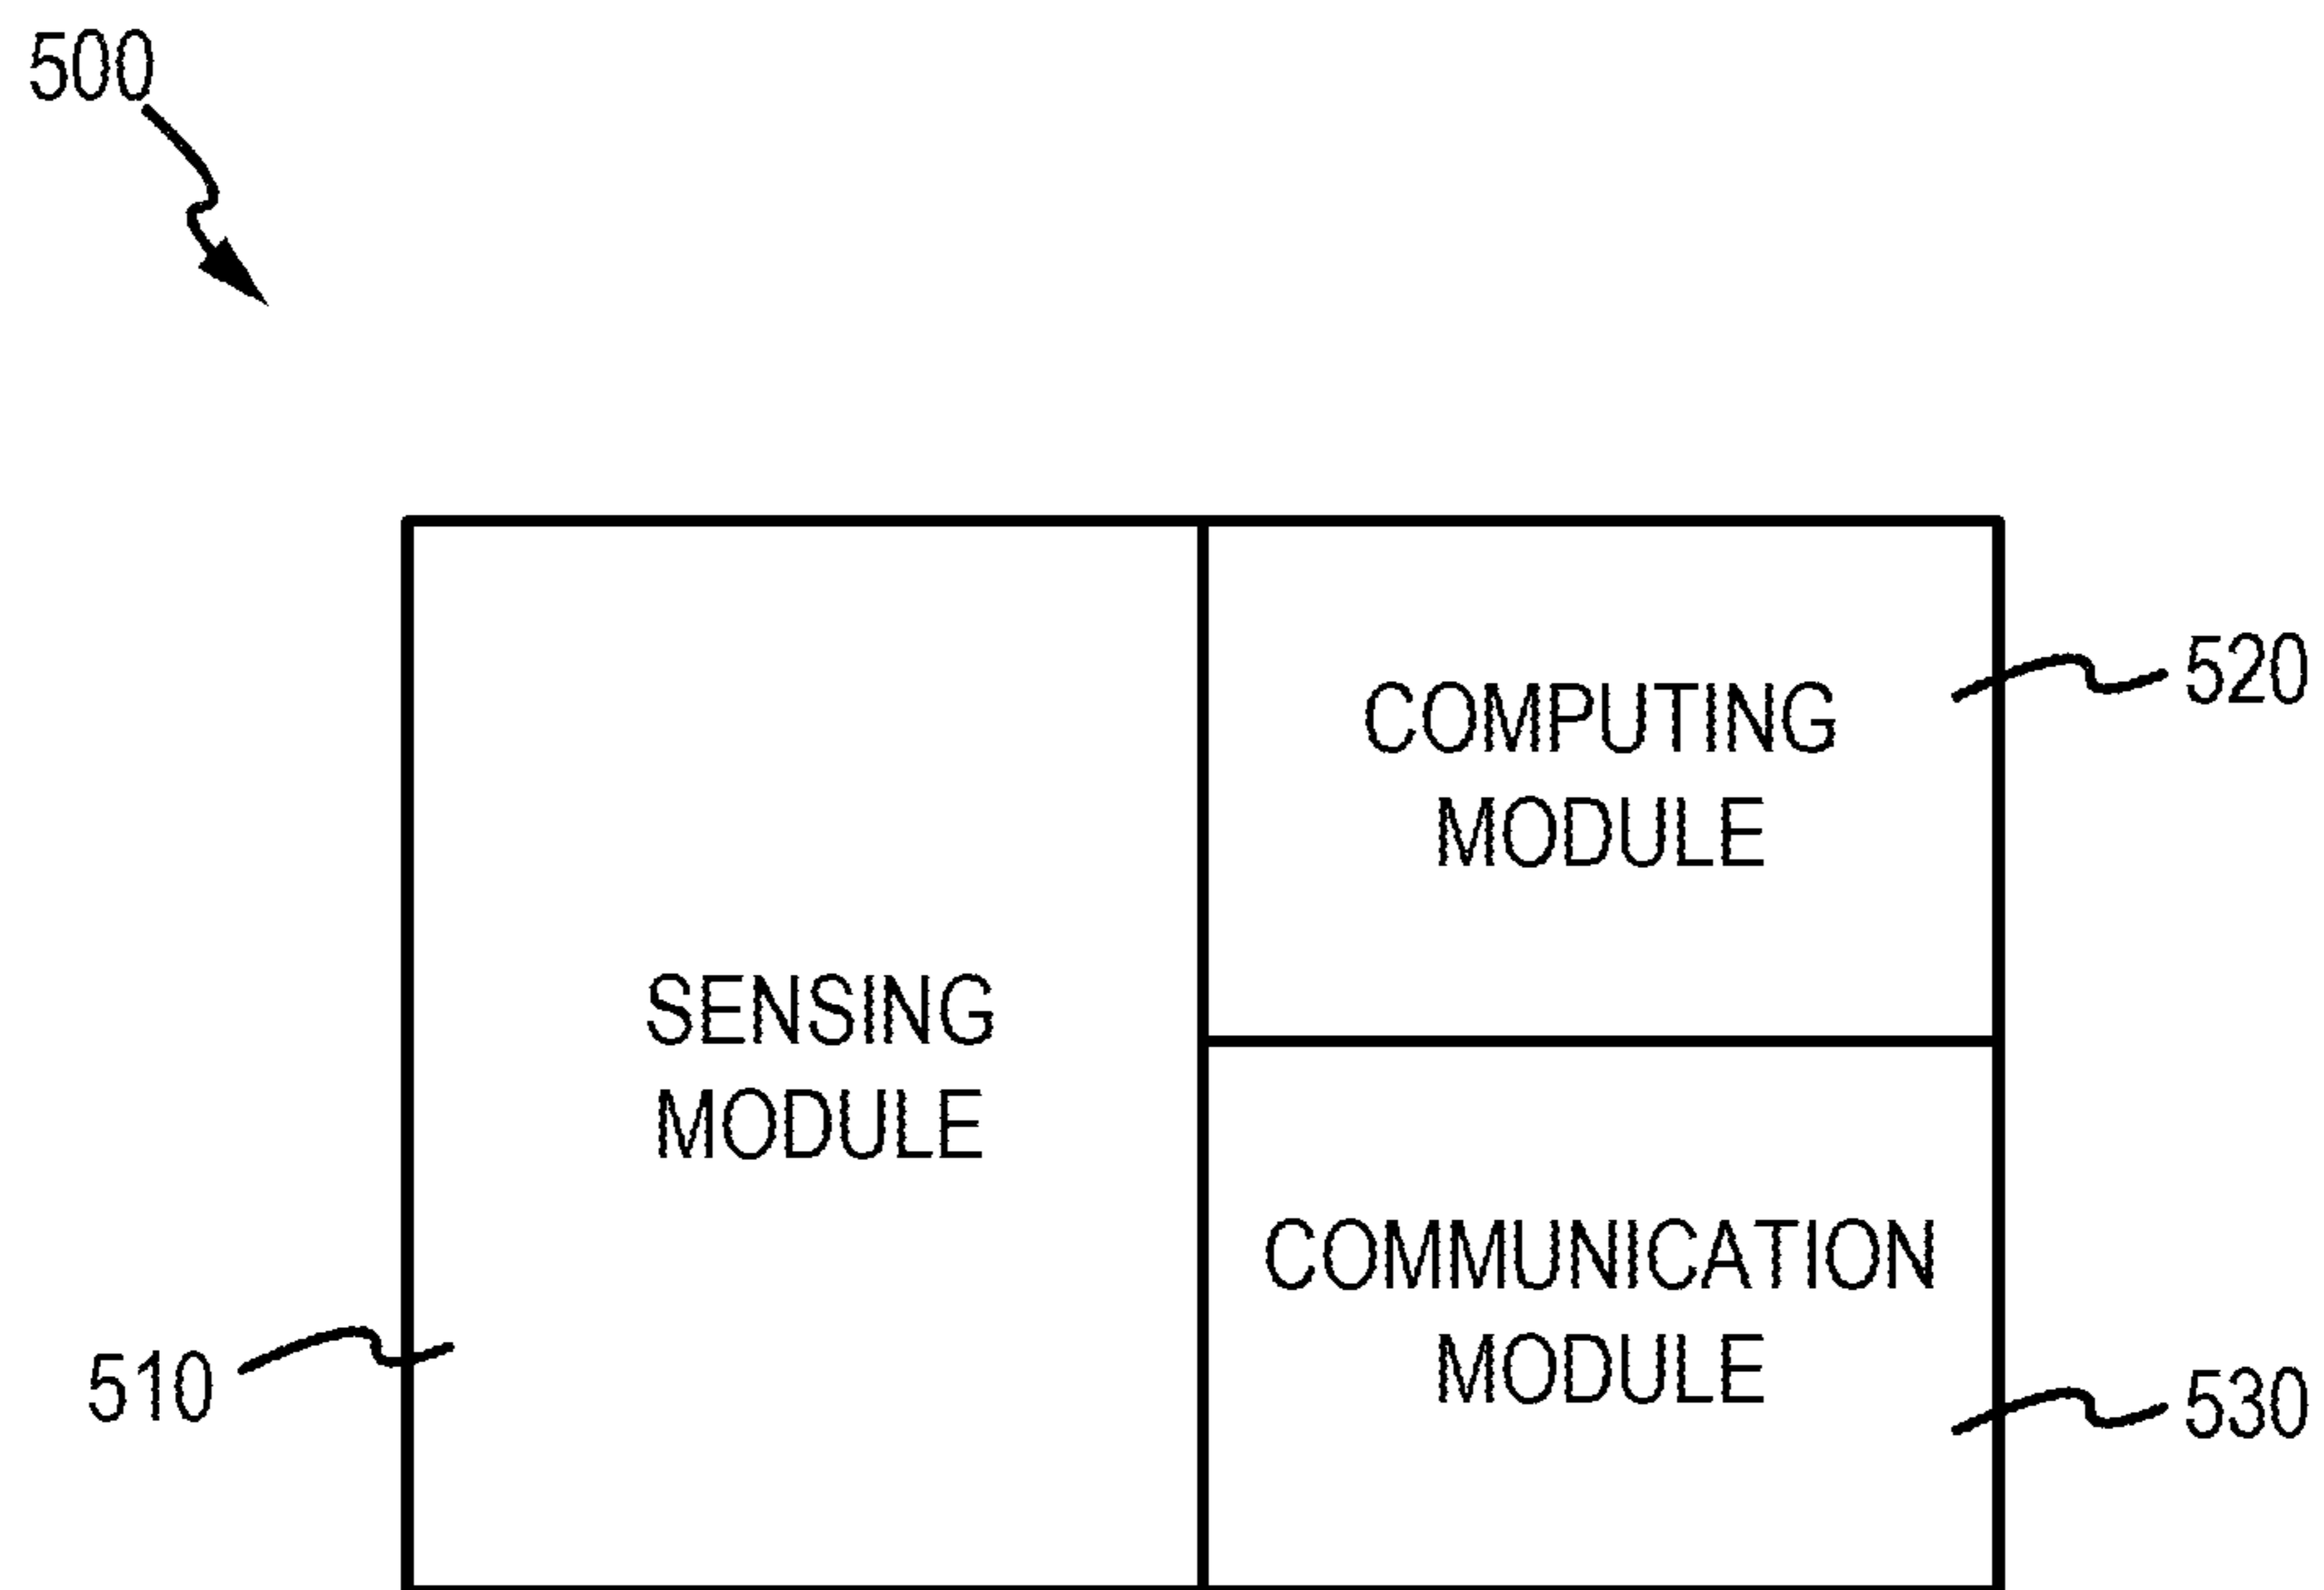 500
COMPUTING
MODULE
520
SENSING
MODULE
510
COMMUNICATION
MODULE
530